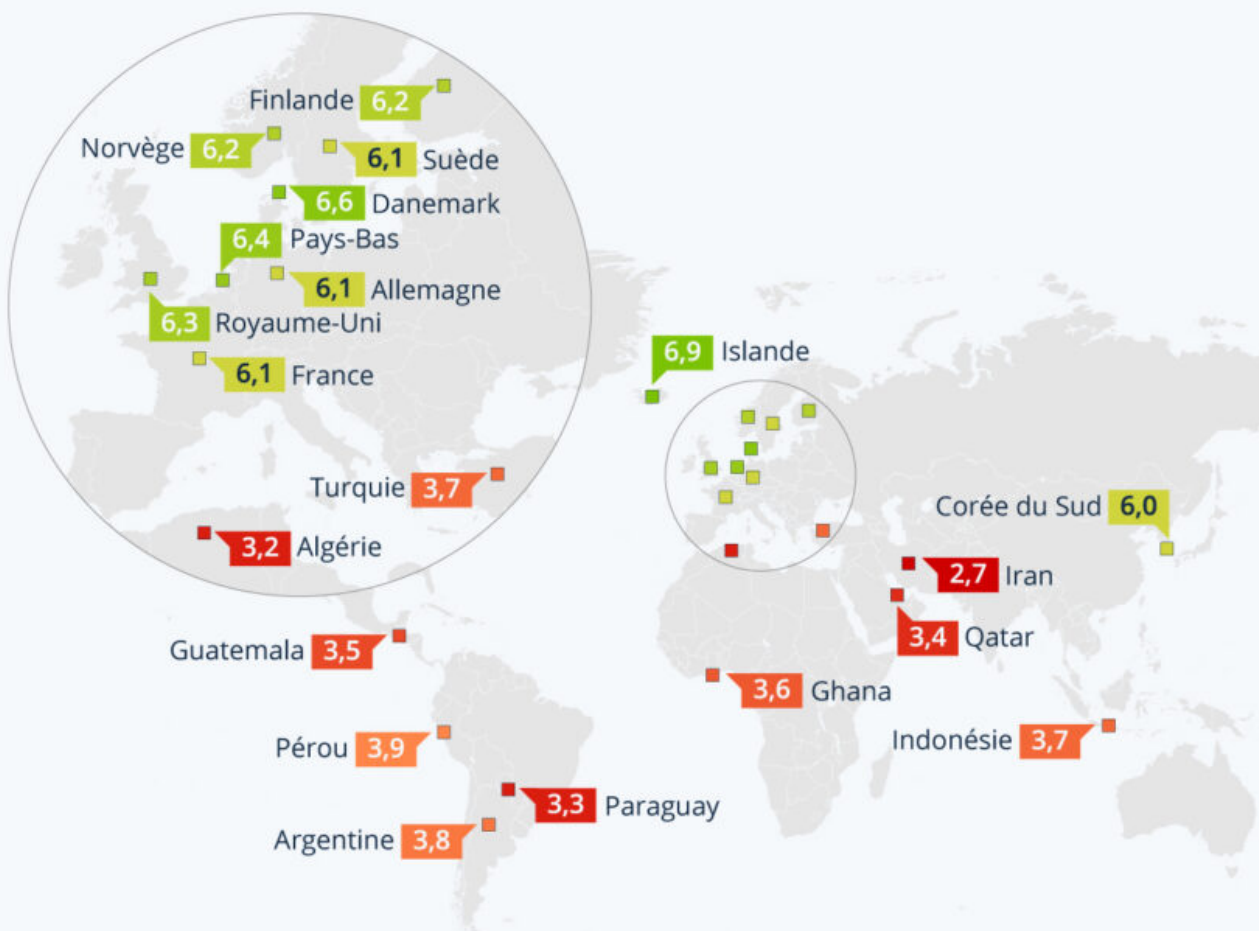 Finlande 6,2
Norvège 6,2
6,1 Suède
6,6 Danemark
6,4 Pays-Bas
6,1 Allemagne
6,3 Royaume-Uni
6,1 France
6,9 Islande
Turquie 3,7
3,2 Algérie
Corée du Sud 6,0
2,7 Iran
3,4 Qatar
Guatemala 3,5
3,6 Ghana
Pérou 3,9
Indonésie 3,7
3,3 Paraguay
Argentine 3,8